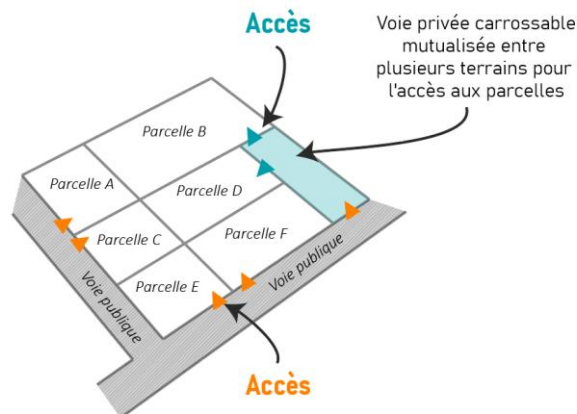 Accès
Voie privée carrossable
mutualisée entre
plusieurs terrains pour
l'accès aux parcelles
Parcelle B
Parcelle A
Parcelle D
Parcelle C
Parcelle F
Parcelle E
Voie publique
Voie publique
Accès